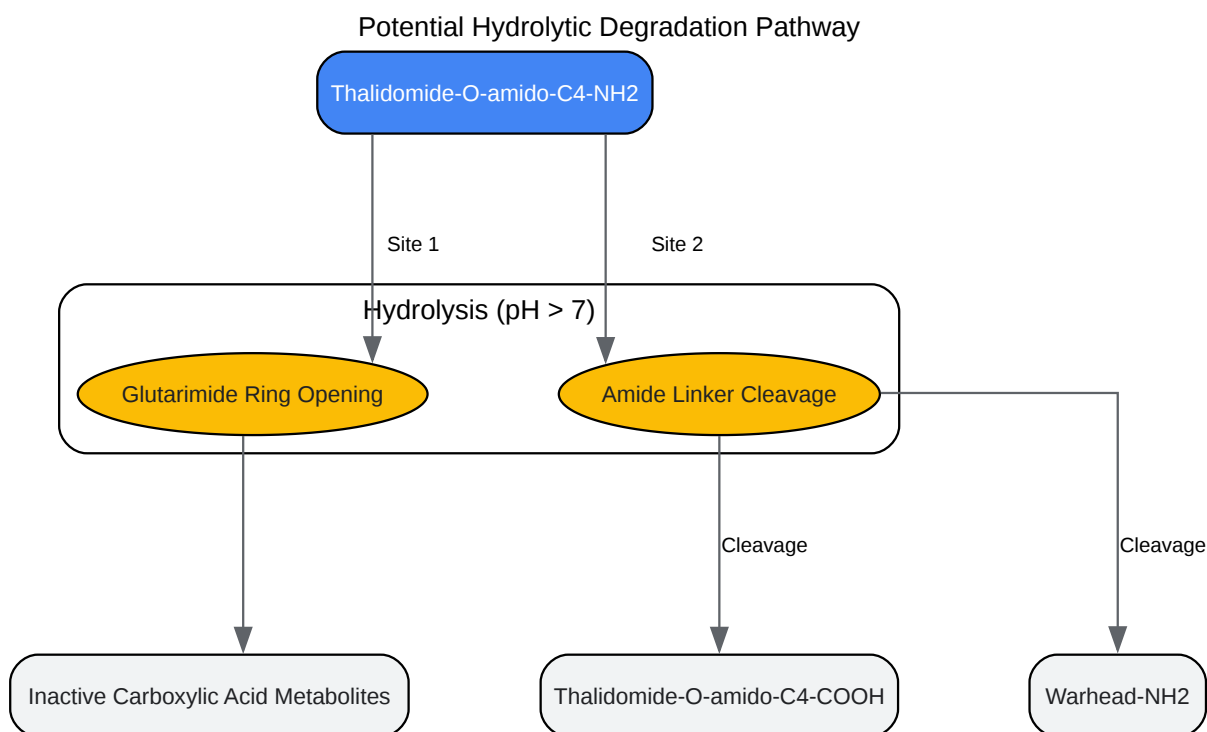 Potential Hydrolytic Degradation Pathway
Thalidomide-O-amido-C4-NH2
Site 1
Site 2
Hydrolysis (pH > 7)
Glutarimide Ring Opening
Amide Linker Cleavage
Cleavage
Cleavage
Inactive Carboxylic Acid Metabolites
Thalidomide-O-amido-C4-COOH
Warhead-NH2